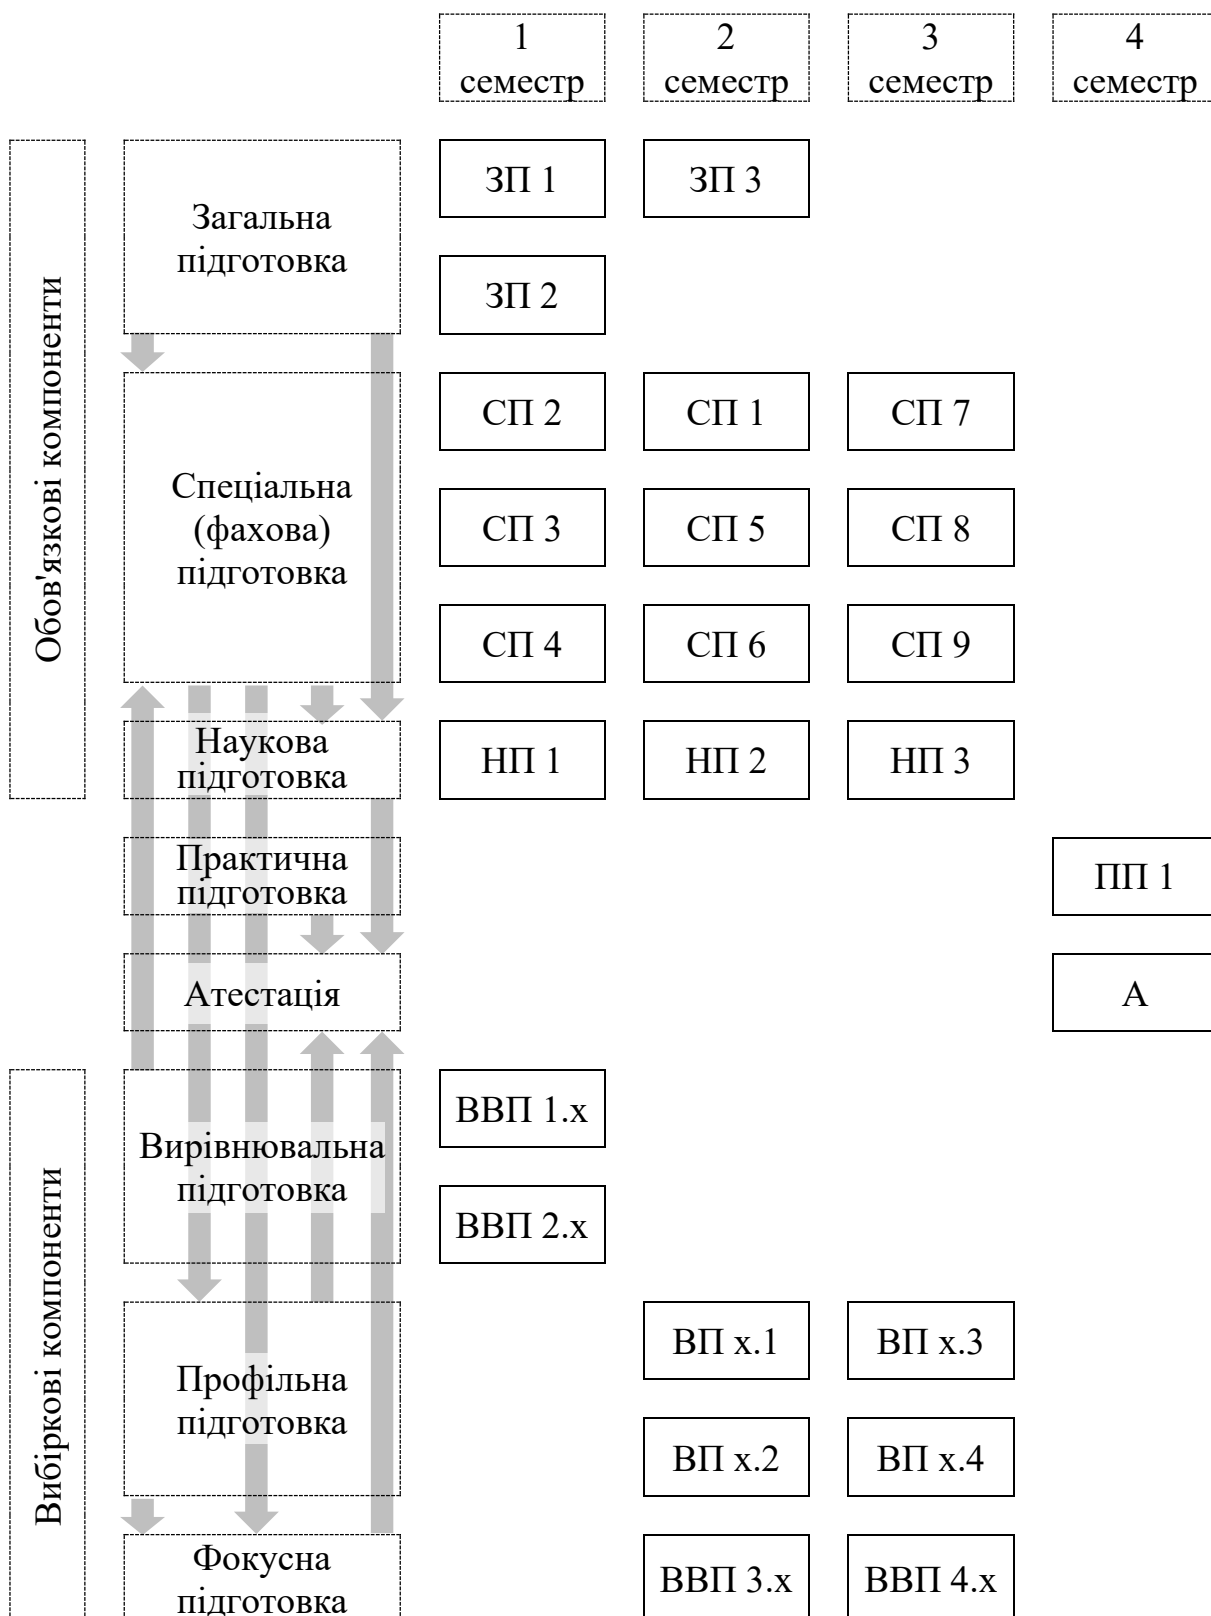 1
семестр
2
семестр
3
семестр
4
семестр
Обов'язкові компоненти
Загальна
підготовка
ЗП 1
ЗП 3
ЗП 2
Спеціальна
(фахова)
підготовка
СП 2
СП 1
СП 7
СП 3
СП 5
СП 8
СП 4
СП 6
СП 9
Наукова
підготовка
НП 1
НП 2
НП 3
Практична
підготовка
ПП 1
Атестація
А
Вибіркові компоненти
Вирівнювальна
підготовка
ВВП 1.х
ВВП 2.х
Профільна
підготовка
ВП х.1
ВП х.3
ВП х.2
ВП х.4
Фокусна
підготовка
ВВП 3.х
ВВП 4.х